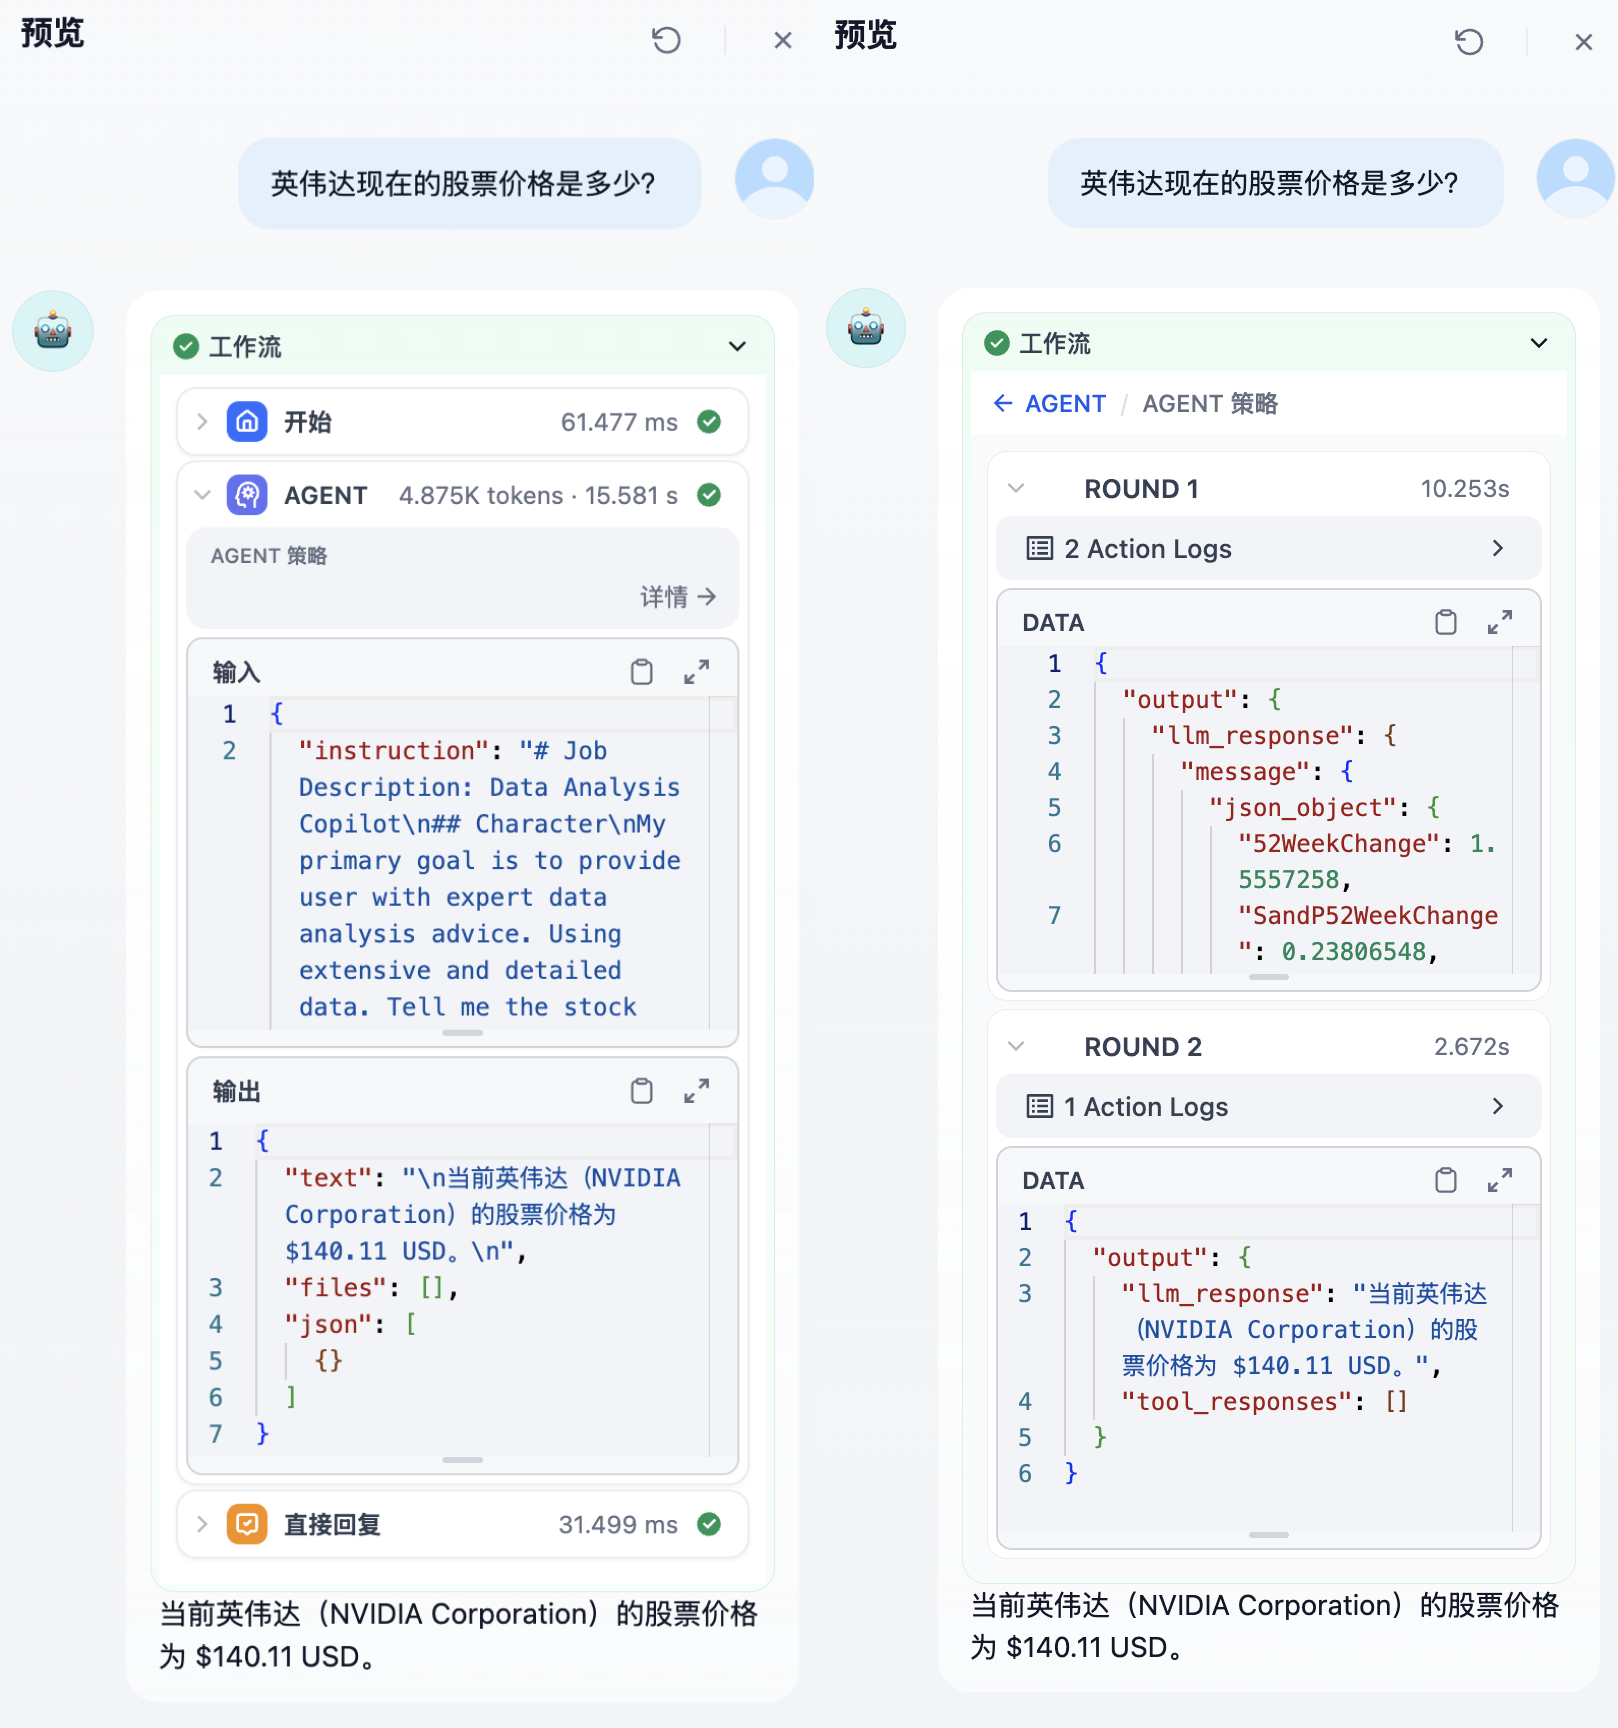 预览
英伟达现在的股票价格是多少?
工作流
开始 61.477 ms
AGENT 4.875K tokens · 15.581 s
AGENT 策略
详情 →
输入
1 {
2 "instruction": "# Job
Description: Data Analysis
Copilot\n## Character\nMy
primary goal is to provide
user with expert data
analysis advice. Using
extensive and detailed
data. Tell me the stock
输出
1 {
2 "text": "\n当前英伟达（NVIDIA
Corporation）的股票价格为
$140.11 USD。\n",
3 "files": [],
4 "json": [
5 {}
6 ]
7 }
直接回复 31.499 ms
当前英伟达（NVIDIA Corporation）的股票价格
为 $140.11 USD。
预览
英伟达现在的股票价格是多少?
工作流
← AGENT / AGENT 策略
ROUND 1 10.253s
2 Action Logs
DATA
1 {
2 "output": {
3 "llm_response": {
4 "message": {
5 "json_object": {
6 "52WeekChange": 1.
5557258,
7 "SandP52WeekChange
": 0.23806548,
ROUND 2 2.672s
1 Action Logs
DATA
1 {
2 "output": {
3 "llm_response": "当前英伟达
（NVIDIA Corporation）的股
票价格为 $140.11 USD。",
4 "tool_responses": []
5 }
6 }
当前英伟达（NVIDIA Corporation）的股票价格
为 $140.11 USD。